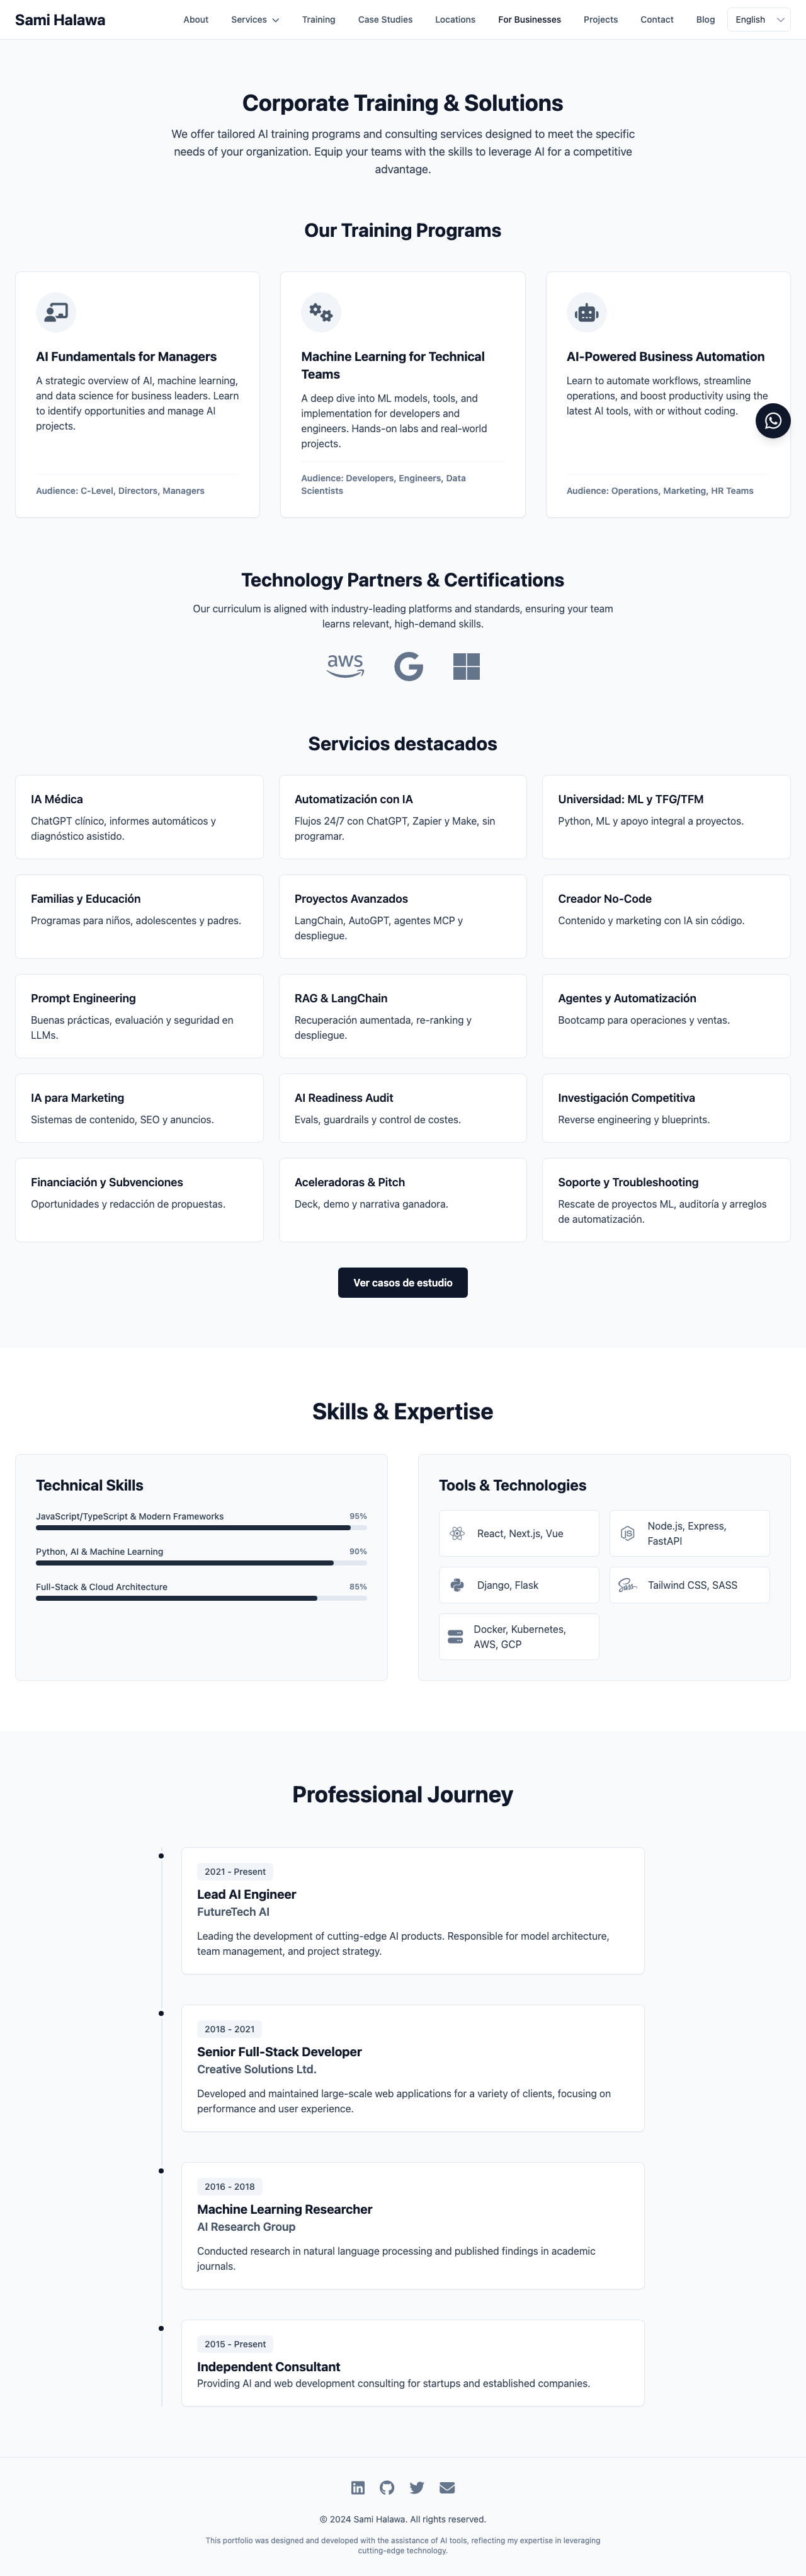 Sami Halawa
About
Services
Training
Case Studies
Locations
For Businesses
Projects
Contact
Blog
English
Corporate Training & Solutions
We offer tailored AI training programs and consulting services designed to meet the specific
needs of your organization. Equip your teams with the skills to leverage AI for a competitive
advantage.
Our Training Programs
AI Fundamentals for Managers
A strategic overview of AI, machine learning,
and data science for business leaders. Learn
to identify opportunities and manage AI
projects.
Audience: C-Level, Directors, Managers
Machine Learning for Technical
Teams
A deep dive into ML models, tools, and
implementation for developers and
engineers. Hands-on labs and real-world
projects.
Audience: Developers, Engineers, Data
Scientists
AI-Powered Business Automation
Learn to automate workflows, streamline
operations, and boost productivity using the
latest AI tools, with or without coding.
Audience: Operations, Marketing, HR Teams
Technology Partners & Certifications
Our curriculum is aligned with industry-leading platforms and standards, ensuring your team
learns relevant, high-demand skills.
aws
Servicios destacados
IA Médica
ChatGPT clínico, informes automáticos y
diagnóstico asistido.
Automatización con IA
Flujos 24/7 con ChatGPT, Zapier y Make, sin
programar.
Universidad: ML y TFG/TFM
Python, ML y apoyo integral a proyectos.
Familias y Educación
Programas para niños, adolescentes y padres.
Proyectos Avanzados
LangChain, AutoGPT, agentes MCP y
despliegue.
Creador No-Code
Contenido y marketing con IA sin código.
Prompt Engineering
Buenas prácticas, evaluación y seguridad en
LLMs.
RAG & LangChain
Recuperación aumentada, re-ranking y
despliegue.
Agentes y Automatización
Bootcamp para operaciones y ventas.
IA para Marketing
Sistemas de contenido, SEO y anuncios.
AI Readiness Audit
Evals, guardrails y control de costes.
Investigación Competitiva
Reverse engineering y blueprints.
Financiación y Subvenciones
Oportunidades y redacción de propuestas.
Aceleradoras & Pitch
Deck, demo y narrativa ganadora.
Soporte y Troubleshooting
Rescate de proyectos ML, auditoría y arreglos
de automatización.
Ver casos de estudio
Skills & Expertise
Technical Skills
JavaScript/TypeScript & Modern Frameworks 95%
Python, AI & Machine Learning 90%
Full-Stack & Cloud Architecture 85%
Tools & Technologies
React, Next.js, Vue
Node.js, Express,
FastAPI
Django, Flask
Tailwind CSS, SASS
Docker, Kubernetes,
AWS, GCP
Professional Journey
2021 - Present
Lead AI Engineer
FutureTech AI
Leading the development of cutting-edge AI products. Responsible for model architecture,
team management, and project strategy.
2018 - 2021
Senior Full-Stack Developer
Creative Solutions Ltd.
Developed and maintained large-scale web applications for a variety of clients, focusing on
performance and user experience.
2016 - 2018
Machine Learning Researcher
AI Research Group
Conducted research in natural language processing and published findings in academic
journals.
2015 - Present
Independent Consultant
Providing AI and web development consulting for startups and established companies.
© 2024 Sami Halawa. All rights reserved.
This portfolio was designed and developed with the assistance of AI tools, reflecting my expertise in leveraging
cutting-edge technology.